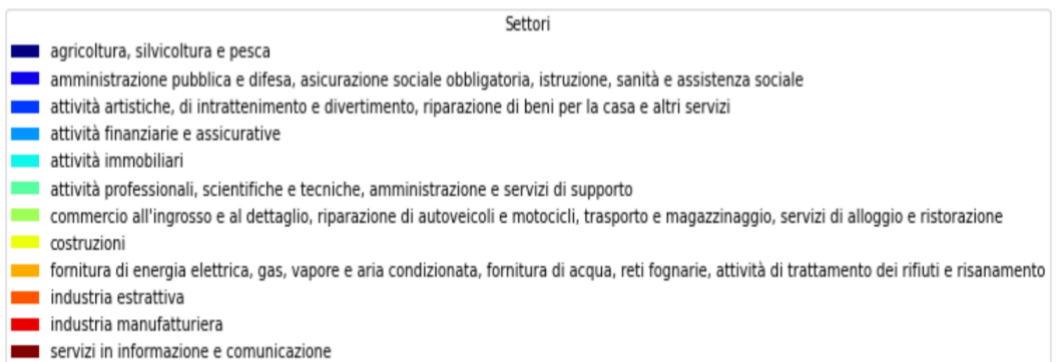 Settori
agricoltura, silvicoltura e pesca
amministrazione pubblica e difesa, asicurazione sociale obbligatoria, istruzione, sanità e assistenza sociale
attività artistiche, di intrattenimento e divertimento, riparazione di beni per la casa e altri servizi
attività finanziarie e assicurative
attività immobiliari
attività professionali, scientifiche e tecniche, amministrazione e servizi di supporto
commercio all'ingrosso e al dettaglio, riparazione di autoveicoli e motocicli, trasporto e magazzinaggio, servizi di alloggio e ristorazione
costruzioni
fornitura di energia elettrica, gas, vapore e aria condizionata, fornitura di acqua, reti fognarie, attività di trattamento dei rifiuti e risanamento
industria estrattiva
industria manufatturiera
servizi in informazione e comunicazione